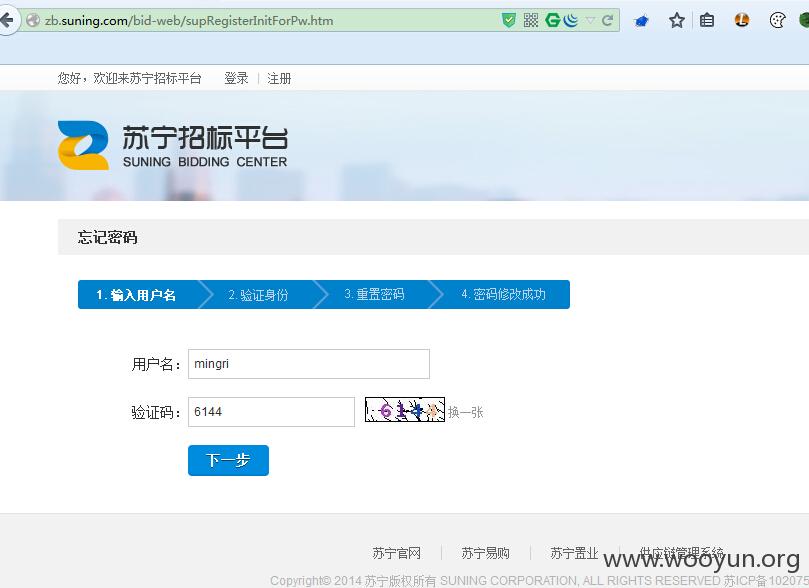 zb.suning.com/bid-web/supRegisterInitForPw.htm
您好，欢迎来苏宁招标平台 登录 注册
苏宁招标平台
SUNING BIDDING CENTER
忘记密码
1. 输入用户名 2. 验证身份 3. 重置密码 4. 密码修改成功
用户名： mingri
验证码： 6144 6144 换一张
下一步
苏宁官网 苏宁易购 苏宁置业 供应链管理系统
www.wooyun.org
Copyright© 2014 苏宁版权所有 SUNING CORPORATION, ALL RIGHTS RESERVED 苏ICP备102075